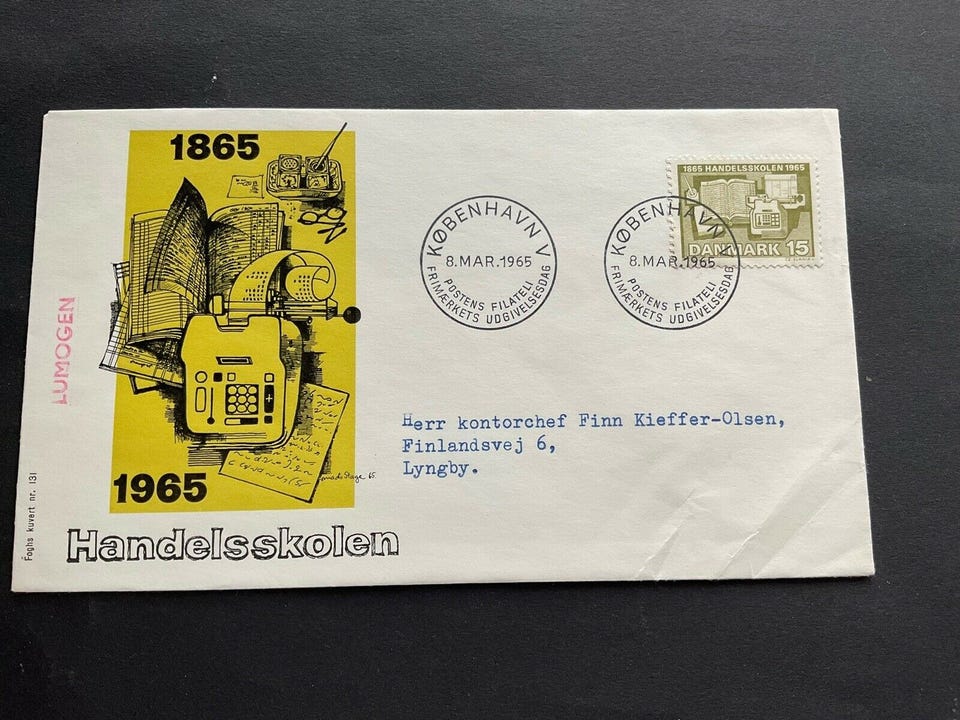 1865
1965
Handelsskolen
LUMOGEN
Foghs kuvert nr. 131
KØBENHAVN V
8.MAR.1965
POSTENS FILATELI
FRIMÆRKETS UDGIVELSESDAG
KØBENHAVN V
8.MAR.1965
POSTENS FILATELI
FRIMÆRKETS UDGIVELSESDAG
1865 HANDELSSKOLEN 1965
DANMARK 15
Herr kontorchef Finn Kieffer-Olsen,
Finlandsvej 6,
Lyngby.